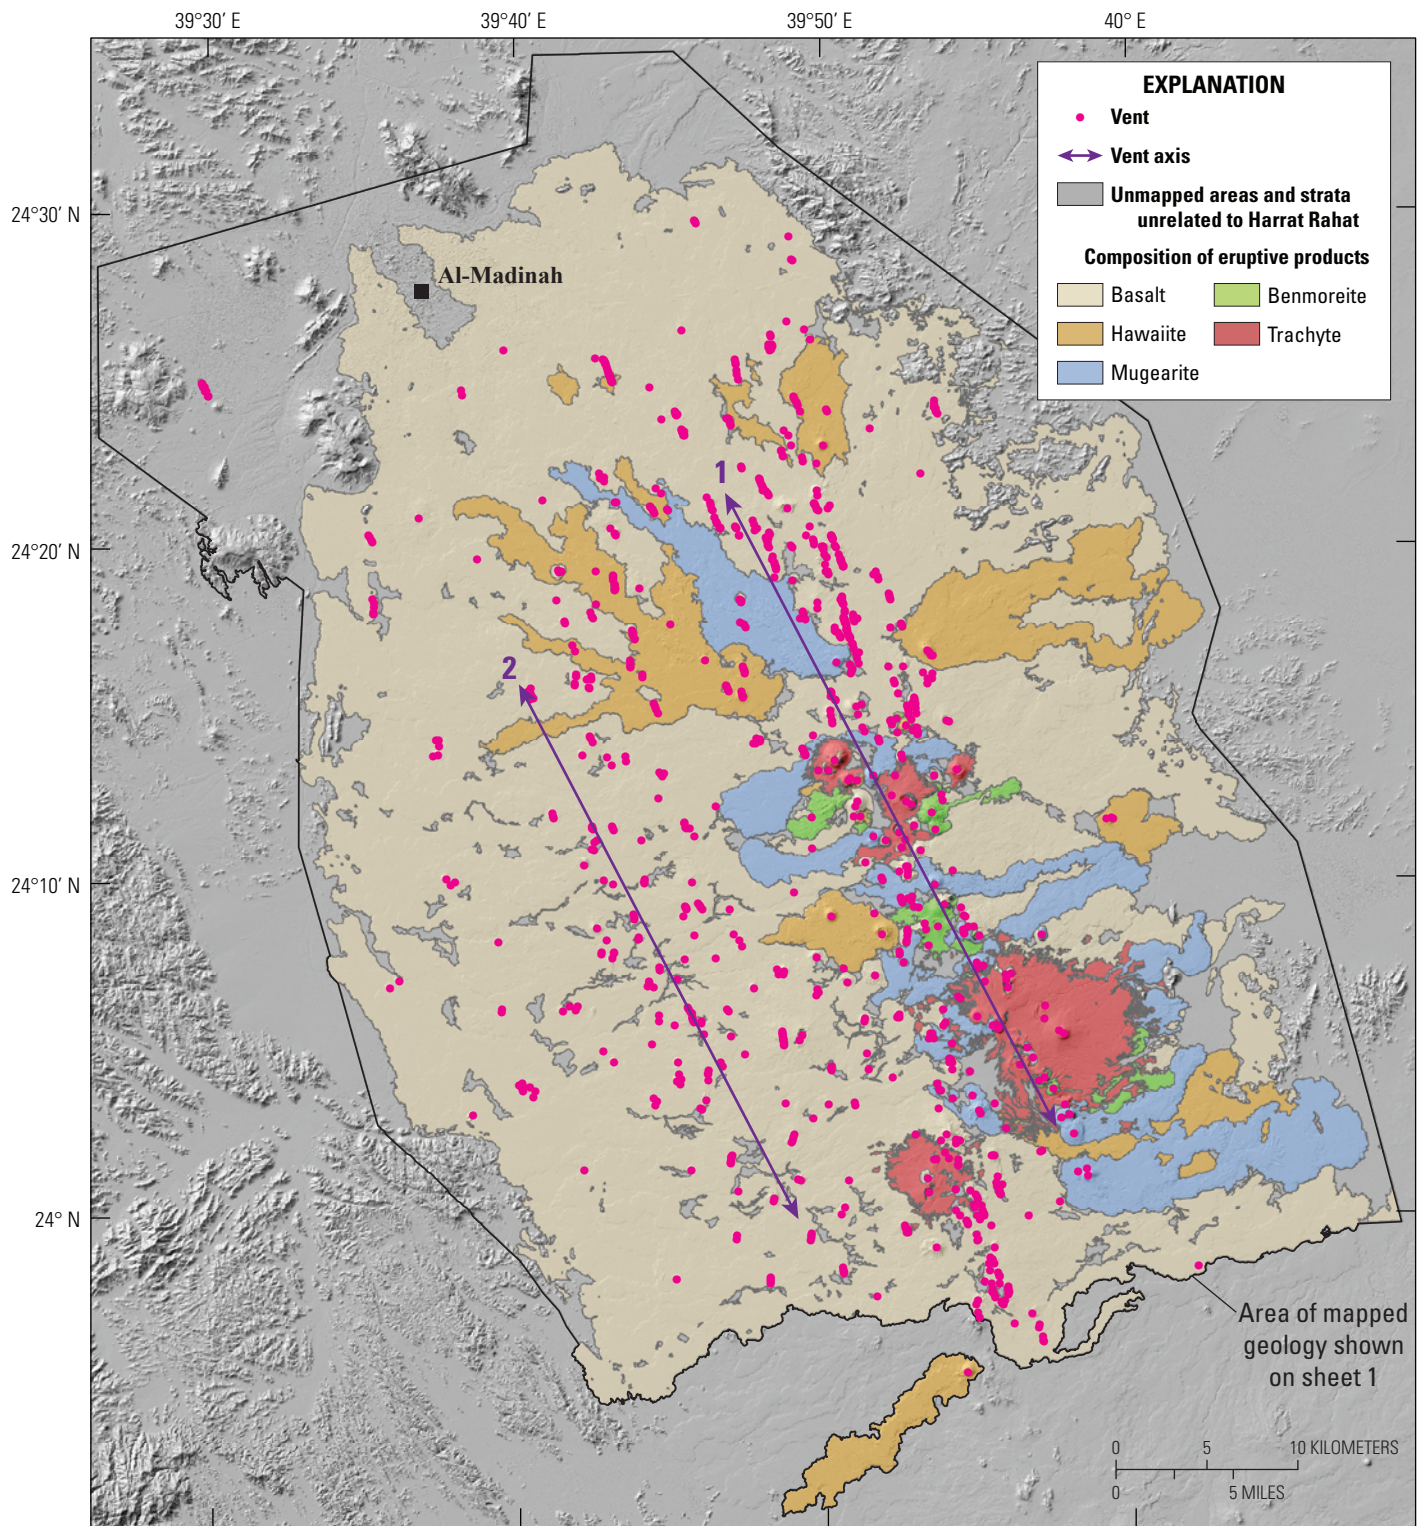 39°30′ E
39°40′ E
39°50′ E
40° E
EXPLANATION
Vent
Vent axis
Unmapped areas and strata
unrelated to Harrat Rahat
Composition of eruptive products
Basalt
Benmoreite
Hawaiite
Trachyte
Mugearite
24°30′ N
Al-Madinah
1
24°20′ N
2
24°10′ N
24° N
Area of mapped
geology shown
on sheet 1
0 5 10 KILOMETERS
0 5 MILES